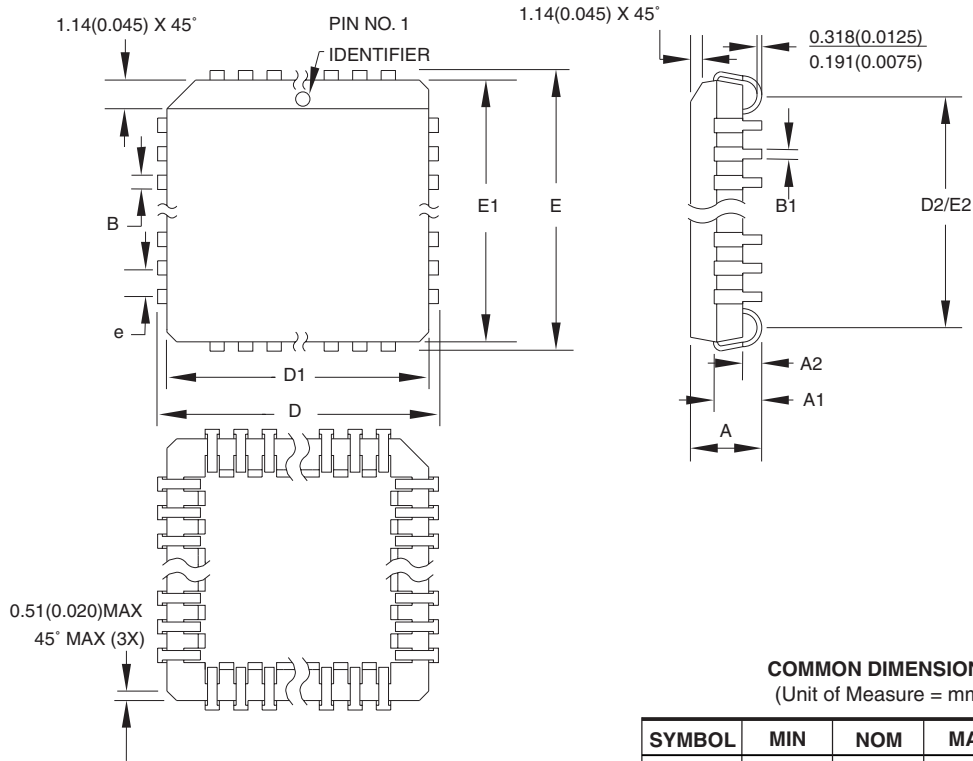 1.14(0.045) X 45˚
PIN NO. 1
IDENTIFIER
1.14(0.045) X 45˚
0.318(0.0125)
0.191(0.0075)
B
e
E1
E
B1
D2/E2
A2
A1
A
D1
D
0.51(0.020)MAX
45˚ MAX (3X)
COMMON DIMENSION
(Unit of Measure = mm
SYMBOL MIN NOM MA